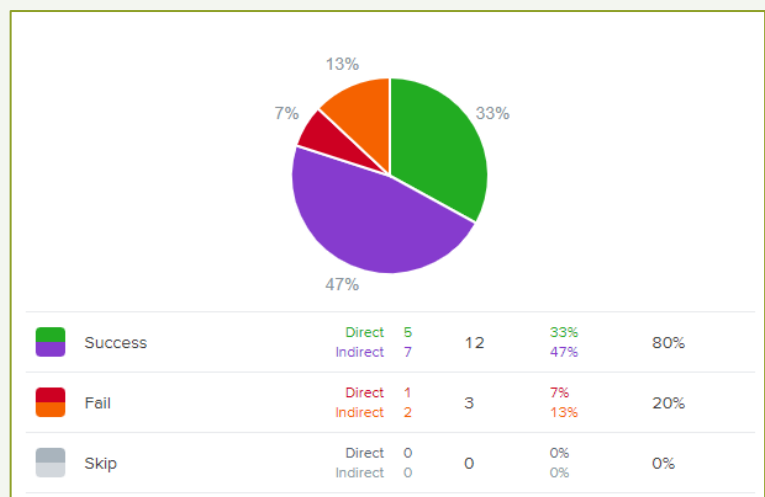 13%
7%
33%
47%
Success Direct 5 12 33% 80%
Indirect 7 47%
Fail Direct 1 3 7% 20%
Indirect 2 13%
Skip Direct 0 0 0% 0%
Indirect 0 0%